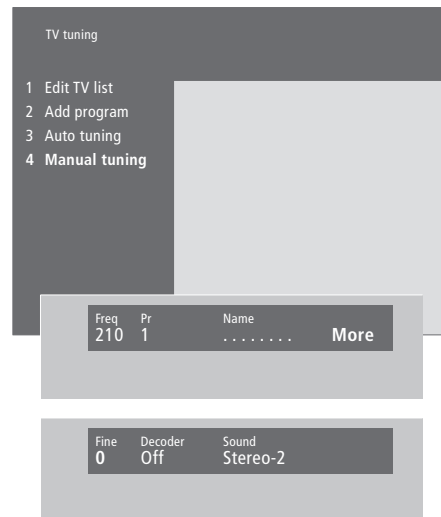 TV tuning
1 Edit TV list
2 Add program
3 Auto tuning
4 Manual tuning
Freq Pr Name
210 1 ........ More
Fine Decoder Sound
0 Off Stereo-2